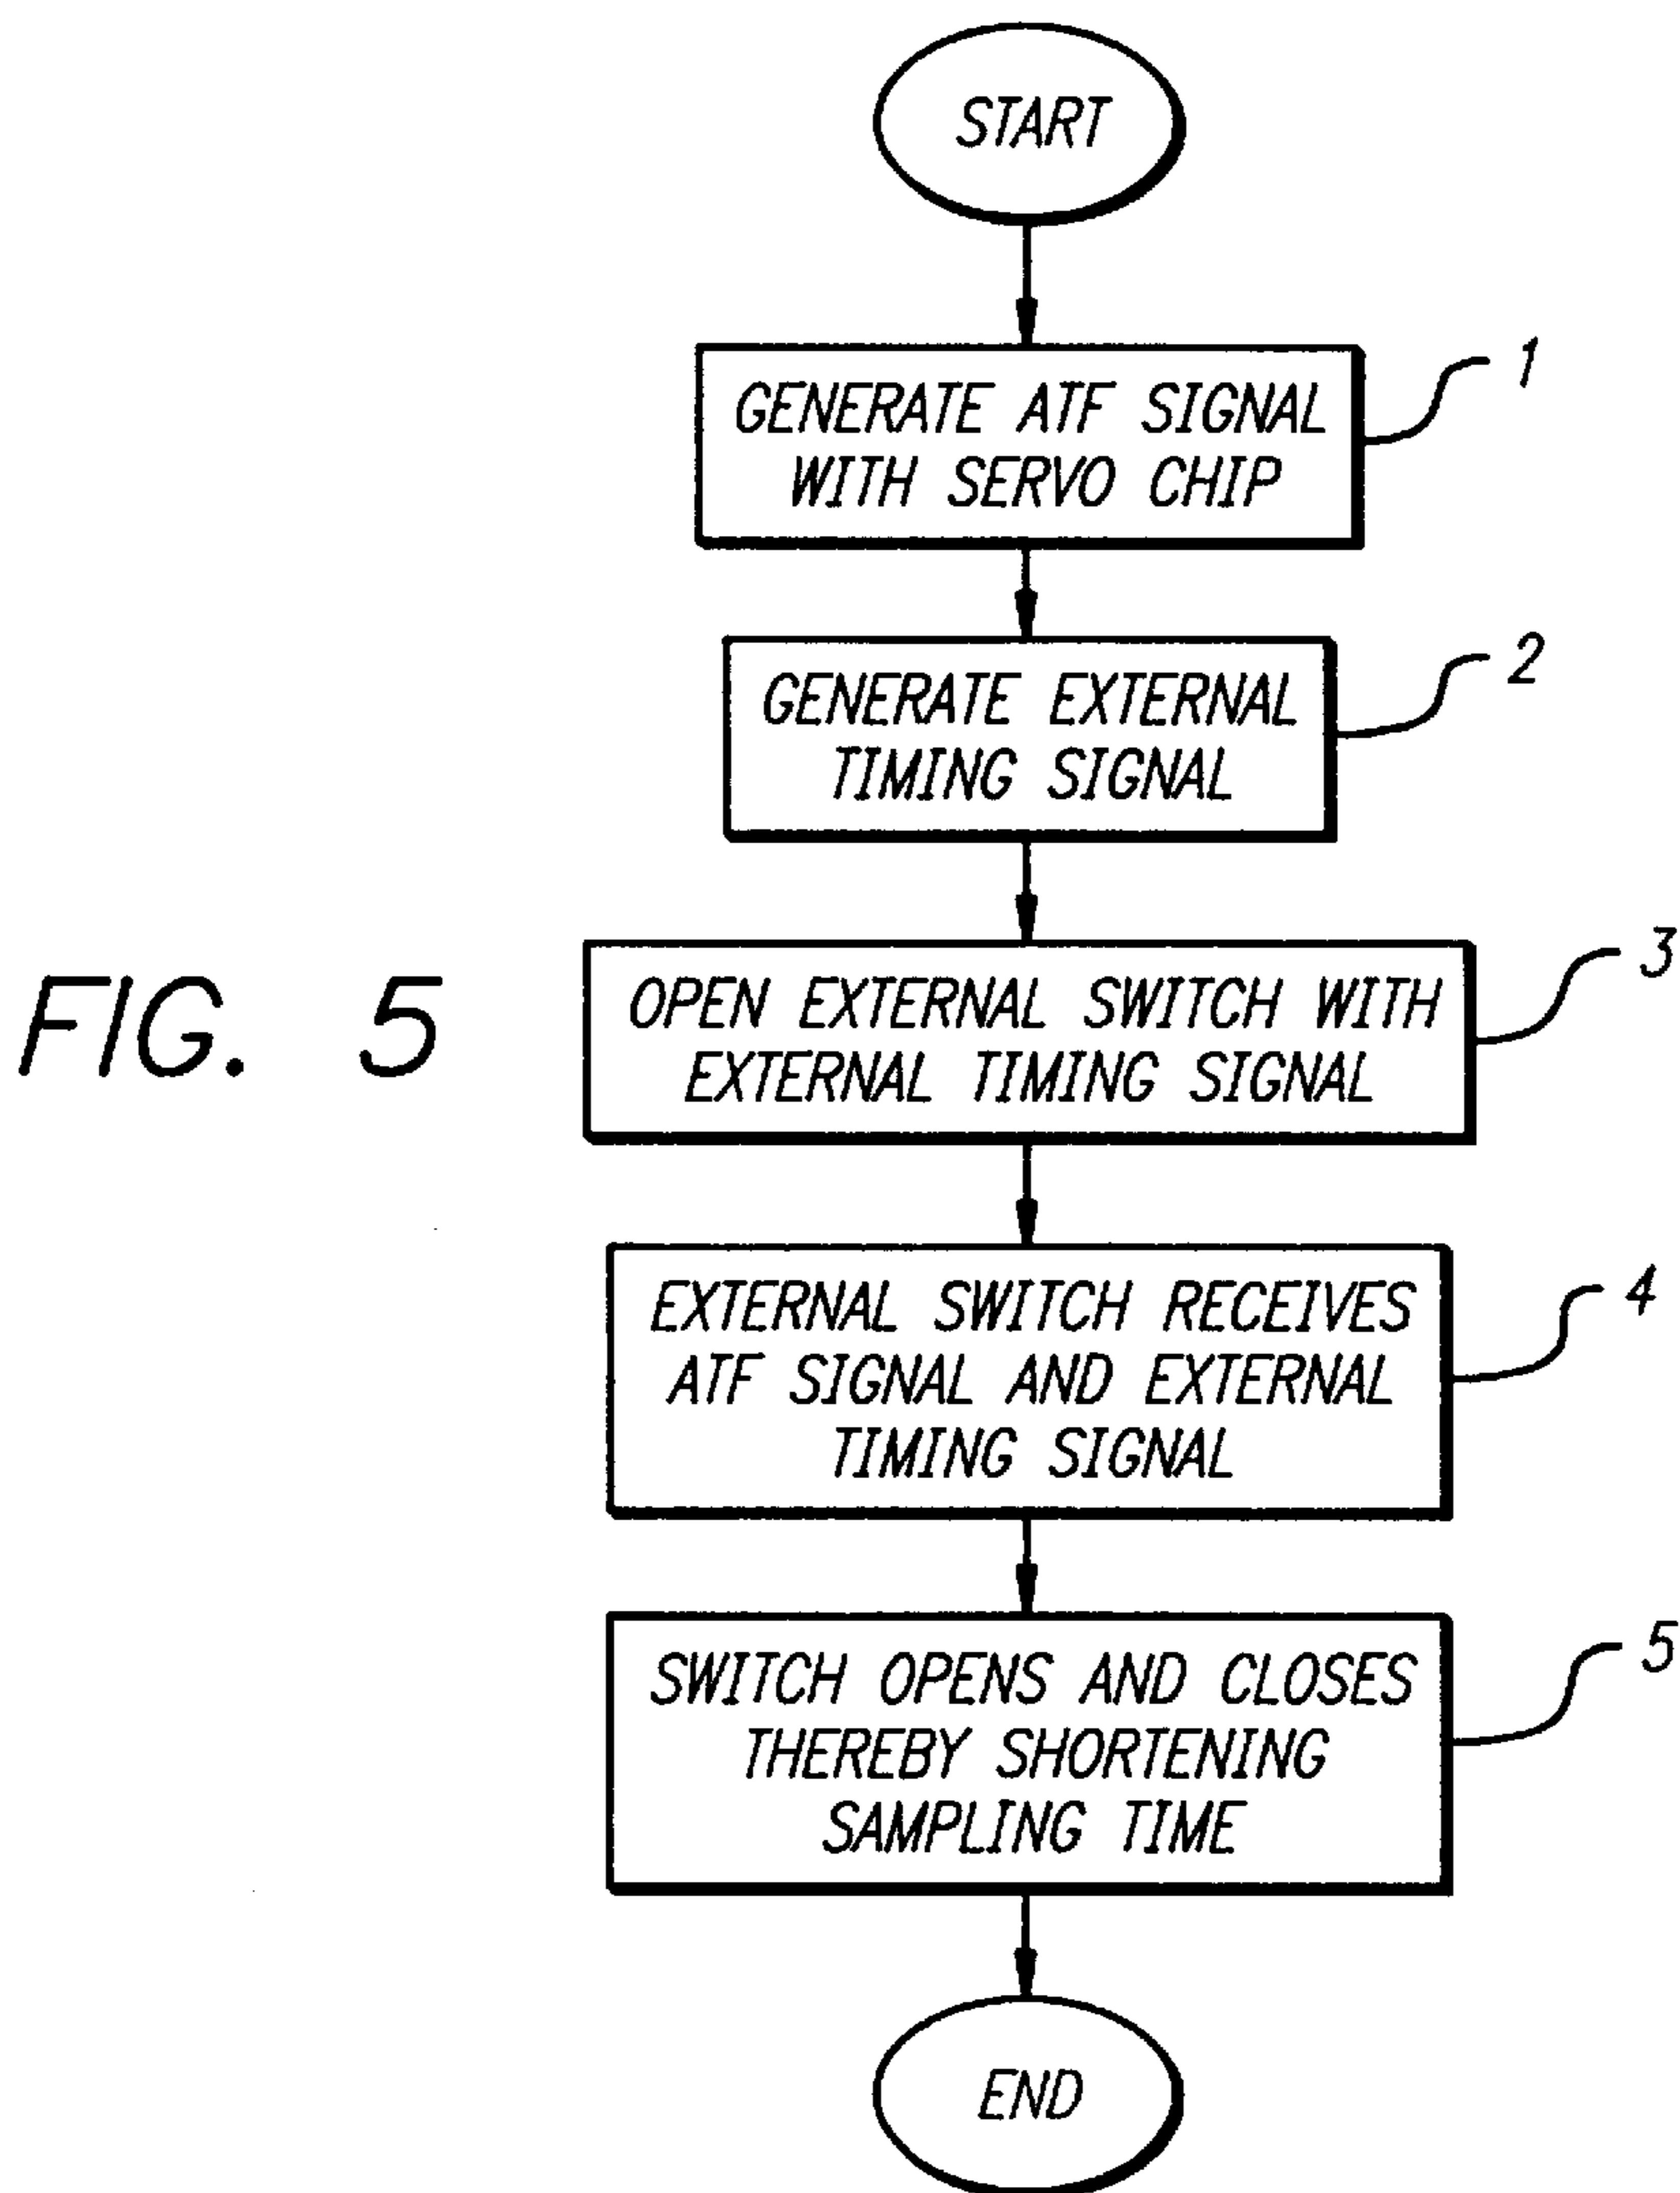 START
GENERATE ATF SIGNAL
WITH SERVO CHIP
1
GENERATE EXTERNAL
TIMING SIGNAL
2
OPEN EXTERNAL SWITCH WITH
EXTERNAL TIMING SIGNAL
3
FIG. 5
EXTERNAL SWITCH RECEIVES
ATF SIGNAL AND EXTERNAL
TIMING SIGNAL
4
SWITCH OPENS AND CLOSES
THEREBY SHORTENING
SAMPLING TIME
5
END